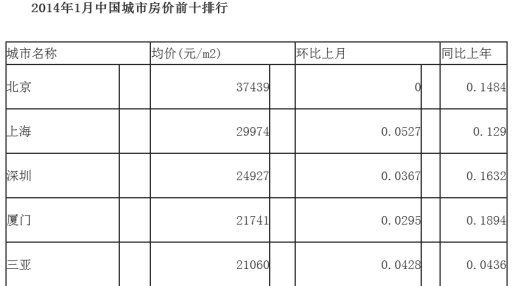 2014年1月中国城市房价前十排行
城市名称 均价(元/m2) 环比上月 同比上年
北京 37439 0 0.1484
上海 29974 0.0527 0.129
深圳 24927 0.0367 0.1632
厦门 21741 0.0295 0.1894
三亚 21060 0.0428 0.0436